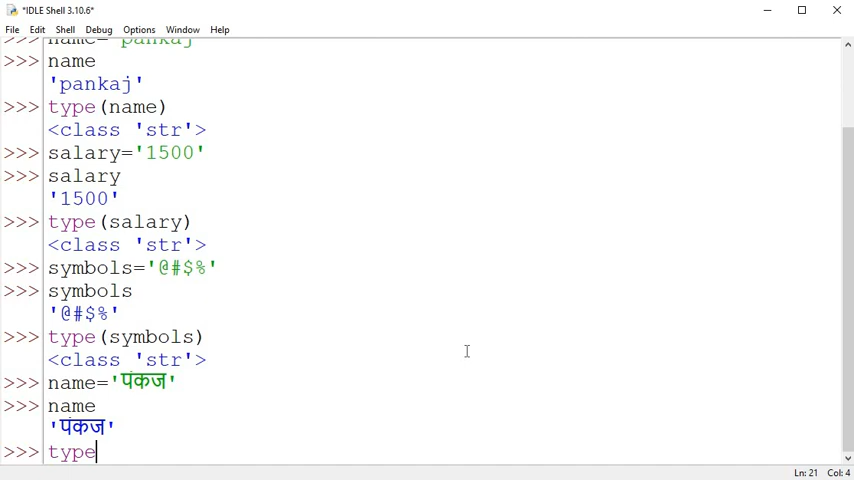 *IDLE Shell 3.10.6*
File Edit Shell Debug Options Window Help
>>> name='pankaj'
>>> name
'pankaj'
>>> type(name)
<class 'str'>
>>> salary='1500'
>>> salary
'1500'
>>> type(salary)
<class 'str'>
>>> symbols='@#$%'
>>> symbols
'@#$%'
>>> type(symbols)
<class 'str'>
>>> name='पंकज'
>>> name
'पंकज'
>>> type
Ln: 21 Col: 4